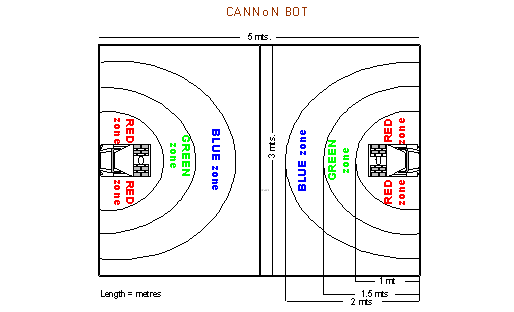 CANNoN BOT
5 mts.
RED
zone
RED
zone
GREEN
zone
BLUE zone
3 mts.
BLUE zone
GREEN
zone
RED
zone
RED
zone
1 mt
1.5 mts
2 mts
Length = metres